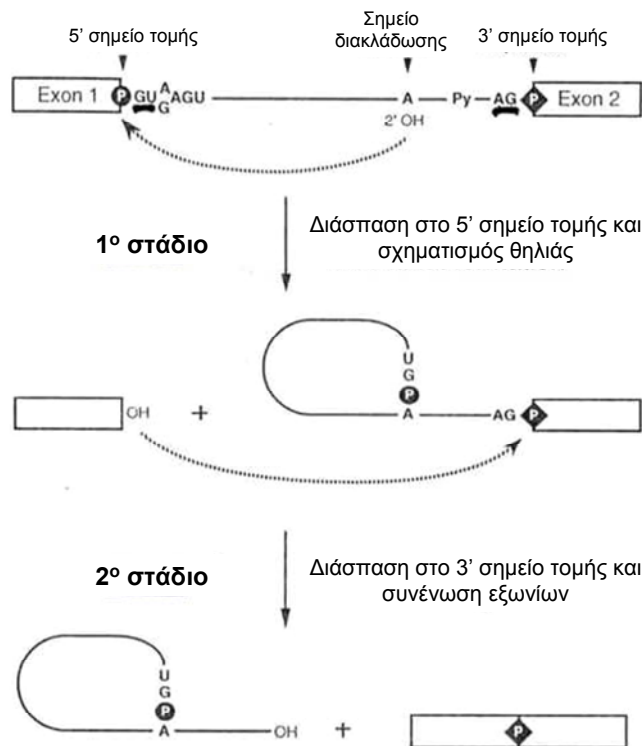 5' σημείο τομής
Σημείο
διακλάδωσης
3' σημείο τομής
Exon 1 P GU A/G AGU A Py AG P Exon 2
2' OH
1ο στάδιο
Διάσπαση στο 5' σημείο τομής και
σχηματισμός θηλιάς
U
G
P
OH + A AG P
2ο στάδιο
Διάσπαση στο 3' σημείο τομής και
συνένωση εξωνίων
U
G
P
A OH + P